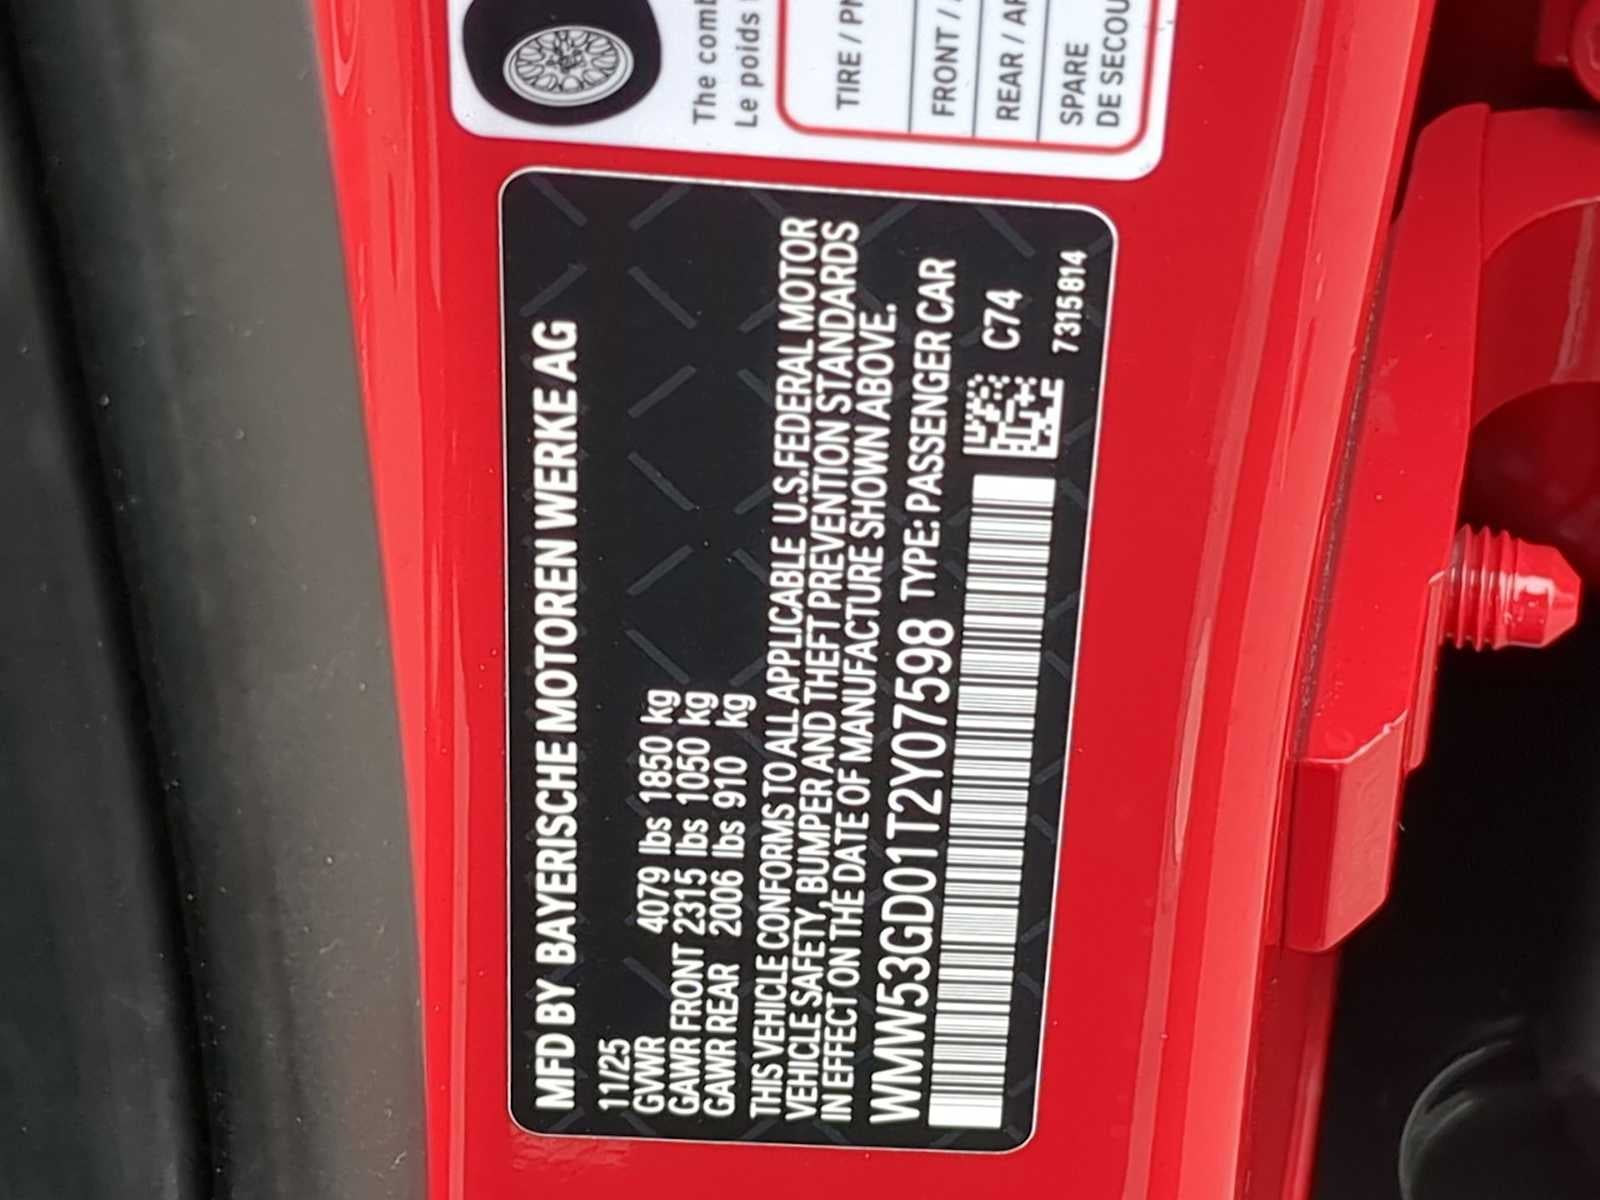 The comb
Le poids
TIRE / PN
FRONT /
REAR / AR
SPARE
DE SECOU
MFD BY BAYERISCHE MOTOREN WERKE AG
11/25
GVWR 4079 lbs 1850 kg
GAWR FRONT 2315 lbs 1050 kg
GAWR REAR 2006 lbs 910 kg
THIS VEHICLE CONFORMS TO ALL APPLICABLE U.S.FEDERAL MOTOR
VEHICLE SAFETY, BUMPER AND THEFT PREVENTION STANDARDS
IN EFFECT ON THE DATE OF MANUFACTURE SHOWN ABOVE.
WMW53GD01T2Y07598 TYPE: PASSENGER CAR
C74
7315814